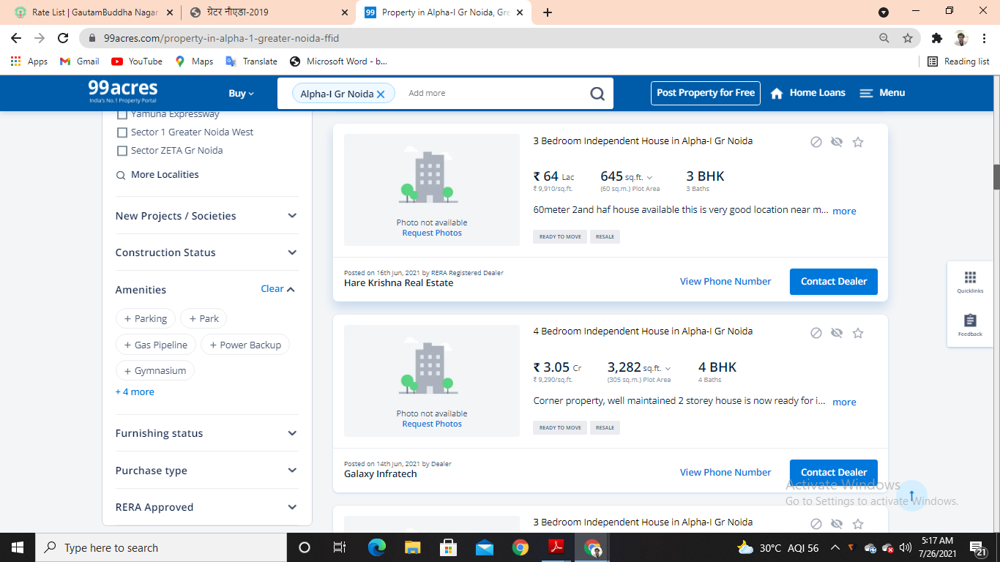 Rate List | GautamBuddha Nagar
ग्रेटर नौएडा-2019
99 Property in Alpha-I Gr Noida, Gre
99acres.com/property-in-alpha-1-greater-noida-ffid
Apps Gmail YouTube Maps Translate Microsoft Word - b... Reading list
99acres
India's No.1 Property Portal
Buy
Alpha-I Gr Noida
Add more
Post Property for Free
Home Loans
Menu
Yamuna Expressway
Sector 1 Greater Noida West
Sector ZETA Gr Noida
More Localities
New Projects / Societies
Construction Status
Amenities Clear
+ Parking + Park
+ Gas Pipeline + Power Backup
+ Gymnasium
+ 4 more
Furnishing status
Purchase type
RERA Approved
Photo not available
Request Photos
3 Bedroom Independent House in Alpha-I Gr Noida
₹ 64 Lac 645 sq.ft. 3 BHK
₹ 9,910/sq.ft. (60 sq.m.) Plot Area 3 Baths
60meter 2and haf house available this is very good location near m... more
READY TO MOVE RESALE
Posted on 16th Jun, 2021 by RERA Registered Dealer
Hare Krishna Real Estate
View Phone Number
Contact Dealer
Photo not available
Request Photos
4 Bedroom Independent House in Alpha-I Gr Noida
₹ 3.05 Cr 3,282 sq.ft. 4 BHK
₹ 9,290/sq.ft. (305 sq.m.) Plot Area 4 Baths
Corner property, well maintained 2 storey house is now ready for i... more
READY TO MOVE RESALE
Posted on 14th Jun, 2021 by Dealer
Galaxy Infratech
View Phone Number
Contact Dealer
3 Bedroom Independent House in Alpha-I Gr Noida
Quicklinks
Feedback
Activate Windows
Go to Settings to activate Windows.
Type here to search
30°C AQI 56
5:17 AM
7/26/2021
21